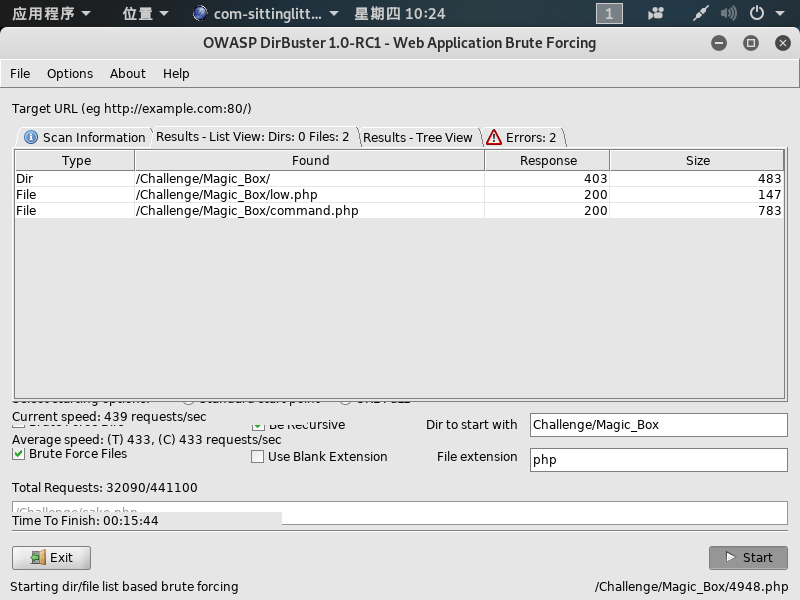 应用程序 位置 com-sittinglitt... 星期四 10:24 1
OWASP DirBuster 1.0-RC1 - Web Application Brute Forcing
File Options About Help
Target URL (eg http://example.com:80/)
Scan Information Results - List View: Dirs: 0 Files: 2 Results - Tree View Errors: 2
Type Found Response Size
Dir /Challenge/Magic_Box/ 403 483
File /Challenge/Magic_Box/low.php 200 147
File /Challenge/Magic_Box/command.php 200 783
Current speed: 439 requests/sec
Be Recursive Dir to start with Challenge/Magic_Box
Average speed: (T) 433, (C) 433 requests/sec
Brute Force Files Use Blank Extension File extension php
Total Requests: 32090/441100
Time To Finish: 00:15:44
Exit Start
Starting dir/file list based brute forcing /Challenge/Magic_Box/4948.php